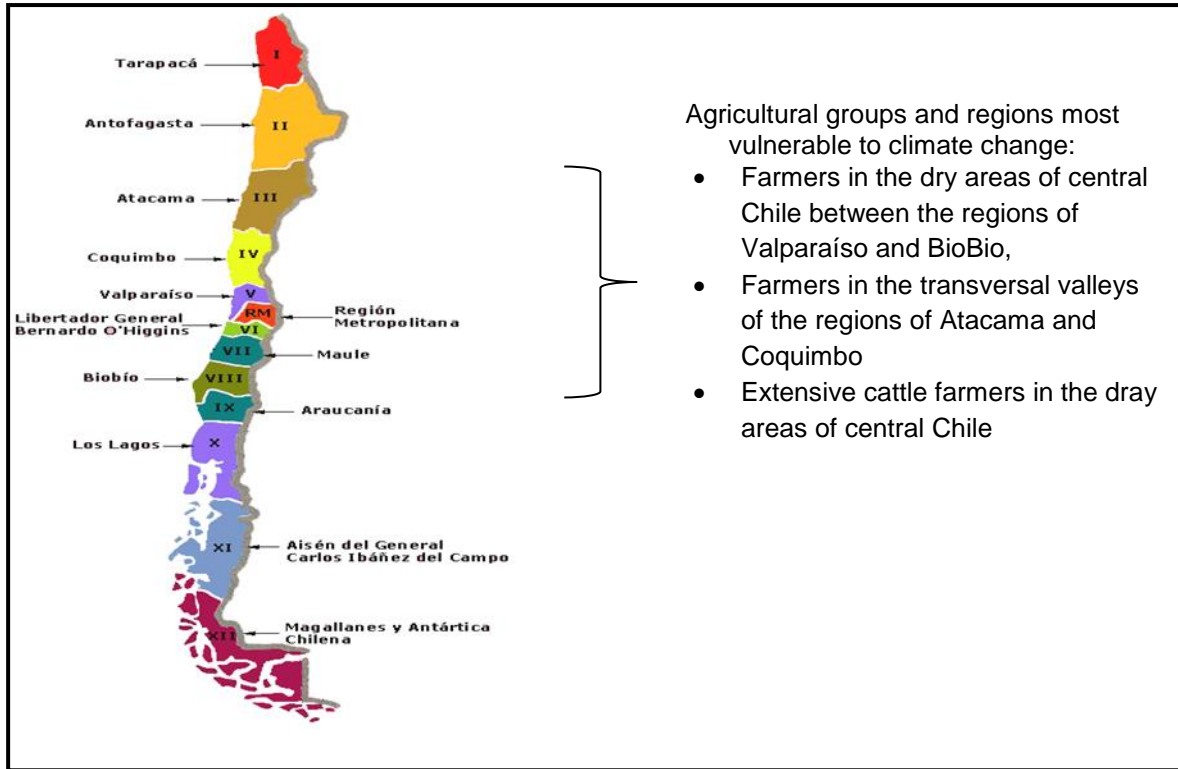 I
Tarapacá
Antofagasta
II
Atacama
III
Coquimbo
IV
Valparaíso
V
Libertador General
Bernardo O'Higgins
RM
Región
Metropolitana
VI
VII
Maule
Biobío
VIII
IX
Araucanía
Los Lagos
X
XI
Aisén del General
Carlos Ibáñez del Campo
XII
Magallanes y Antártica
Chilena
Agricultural groups and regions most
vulnerable to climate change:
• Farmers in the dry areas of central
Chile between the regions of
Valparaíso and BioBio,
• Farmers in the transversal valleys
of the regions of Atacama and
Coquimbo
• Extensive cattle farmers in the dray
areas of central Chile